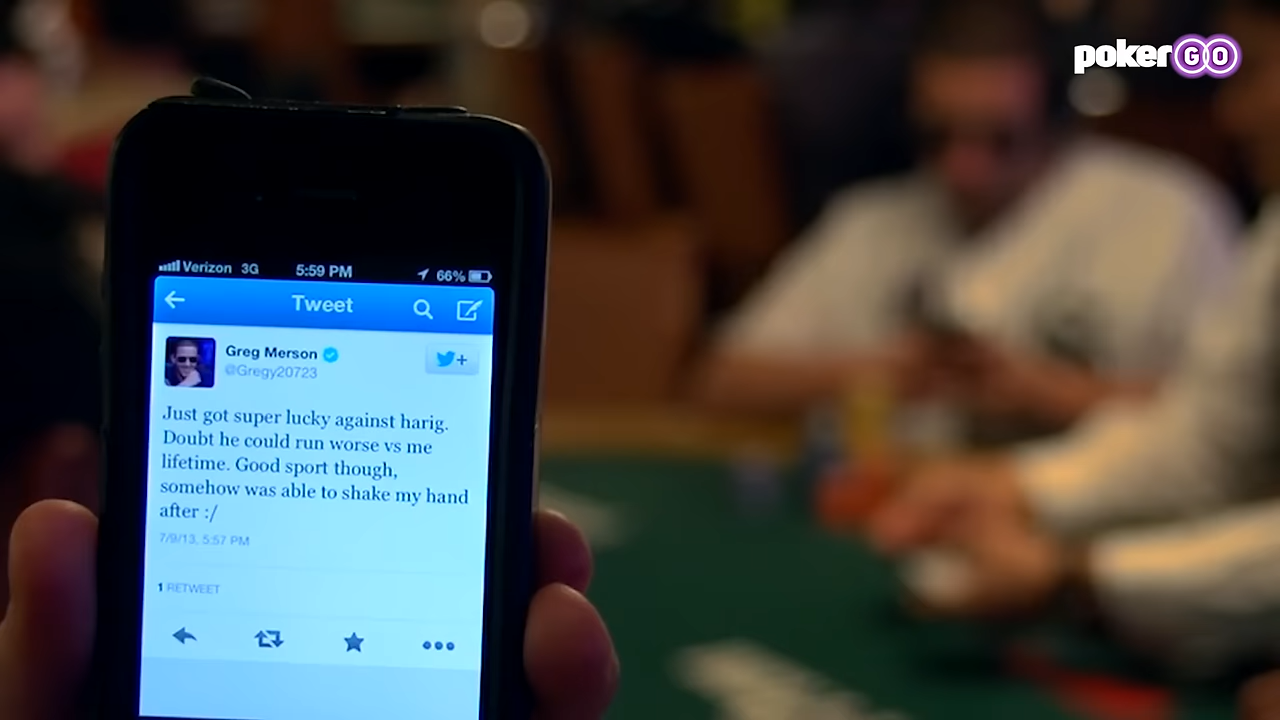 pokerGO
Verizon 3G 5:59 PM 66%
Tweet
Greg Merson
@Gregy20723
Just got super lucky against harig.
Doubt he could run worse vs me
lifetime. Good sport though,
somehow was able to shake my hand
after :/
7/9/13, 5:57 PM
1 RETWEET